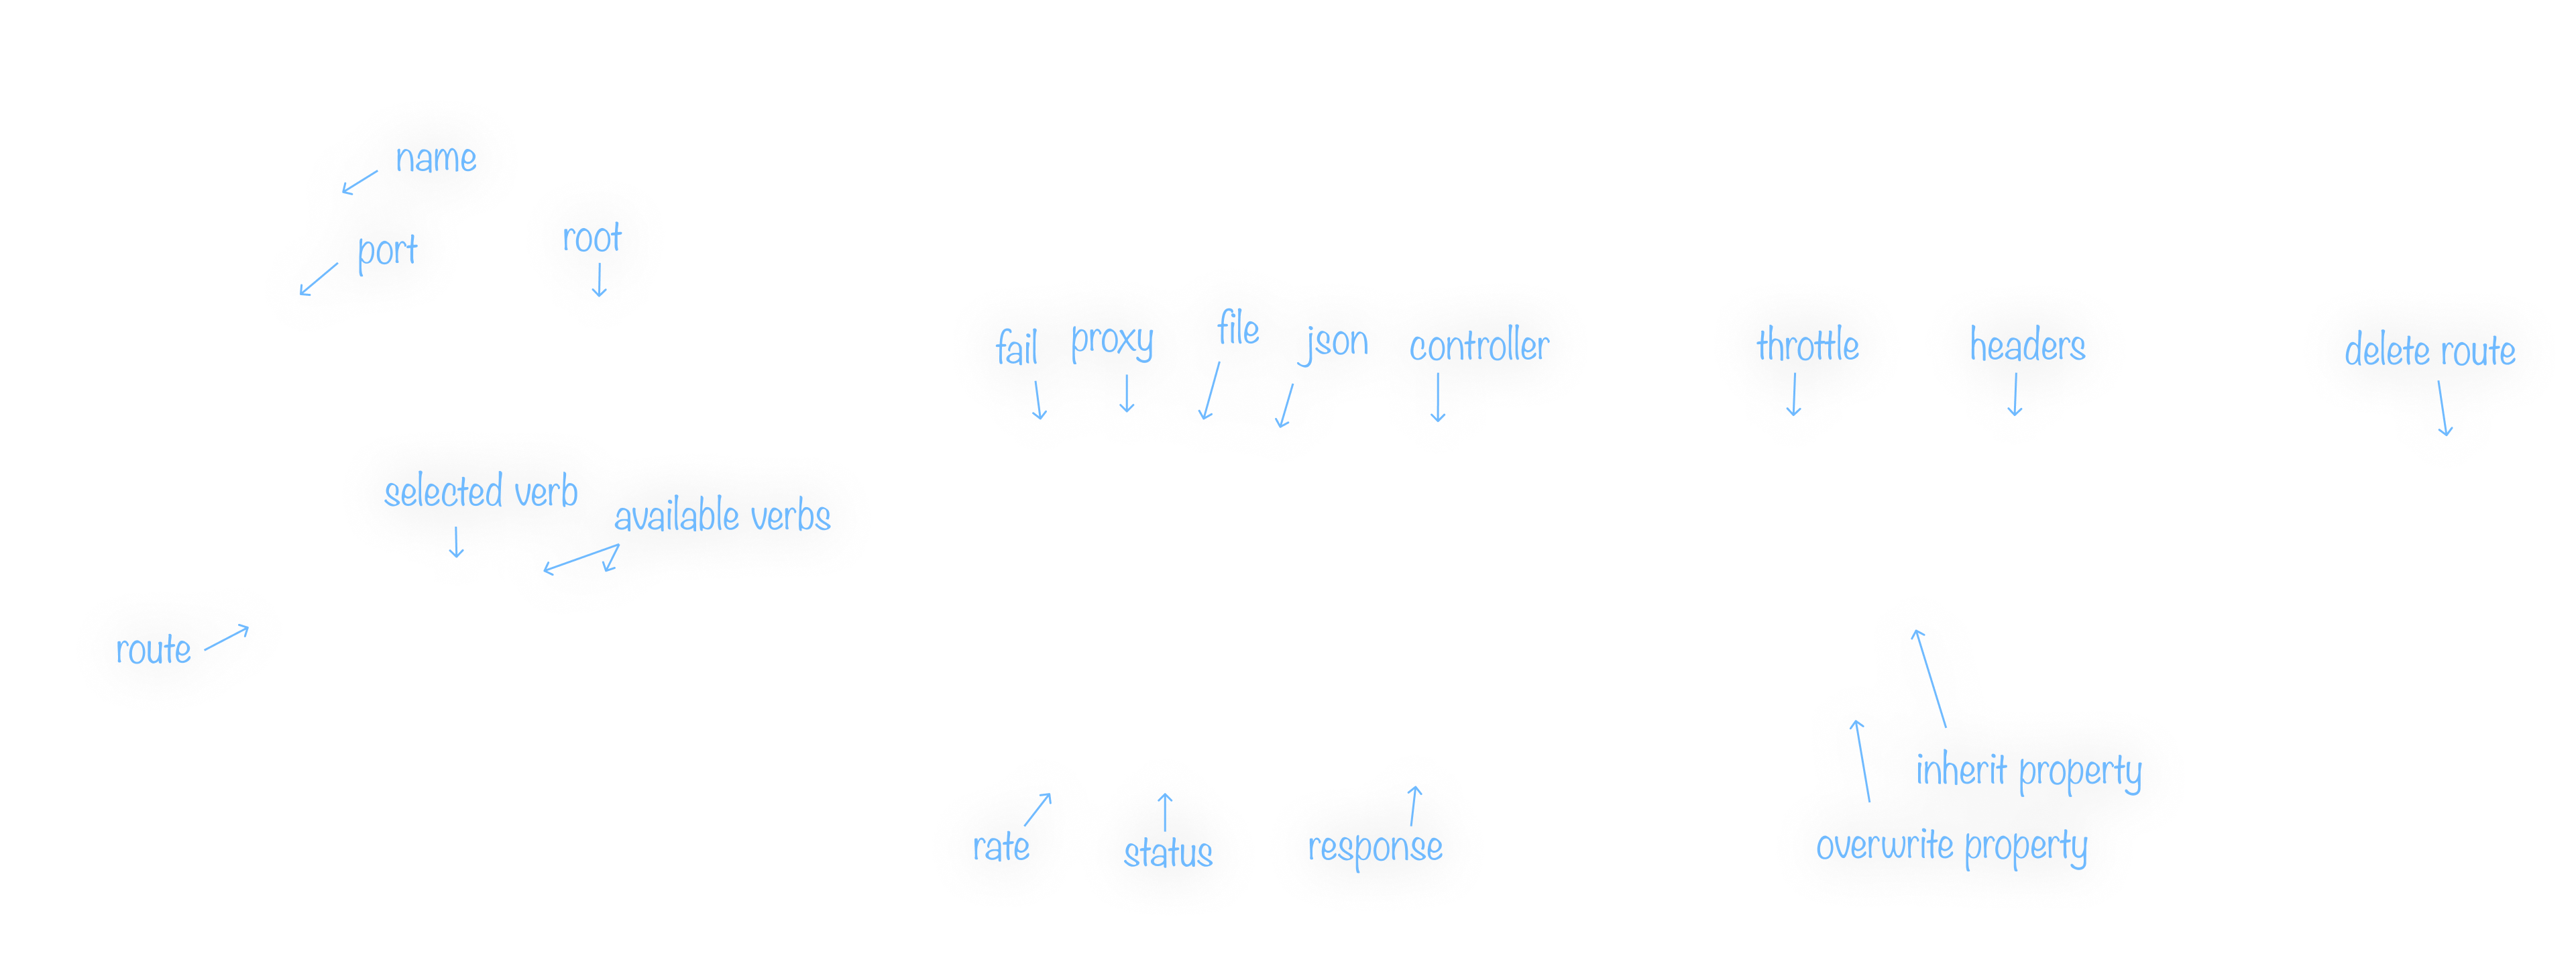 name
port
root
fail
proxy
file
json
controller
throttle
headers
delete route
selected verb
available verbs
route
inherit property
overwrite property
rate
status
response